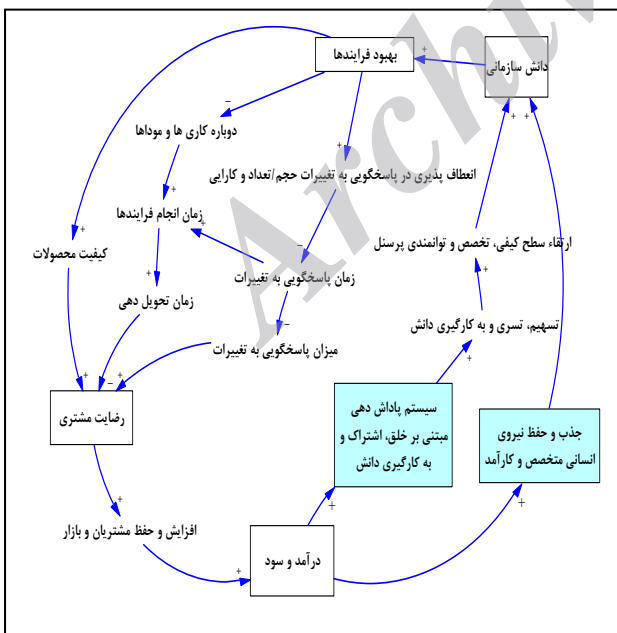 بهبود فرایندها
دانش سازمانی
دوباره کاری ها و موداها
انعطاف پذیری در پاسخگویی به تغییرات حجم/تعداد و کارایی
زمان انجام فرایندها
ارتقاء سطح کیفی، تخصص و توانمندی پرسنل
کیفیت محصولات
زمان پاسخگویی به تغییرات
زمان تحویل دهی
تسهیم، تسری و به کارگیری دانش
میزان پاسخگویی به تغییرات
رضایت مشتری
سیستم پاداش دهی
مبتنی بر خلق، اشتراک و
به کارگیری دانش
جذب و حفظ نیروی
انسانی متخصص و کارآمد
افزایش و حفظ مشتریان و بازار
درآمد و سود